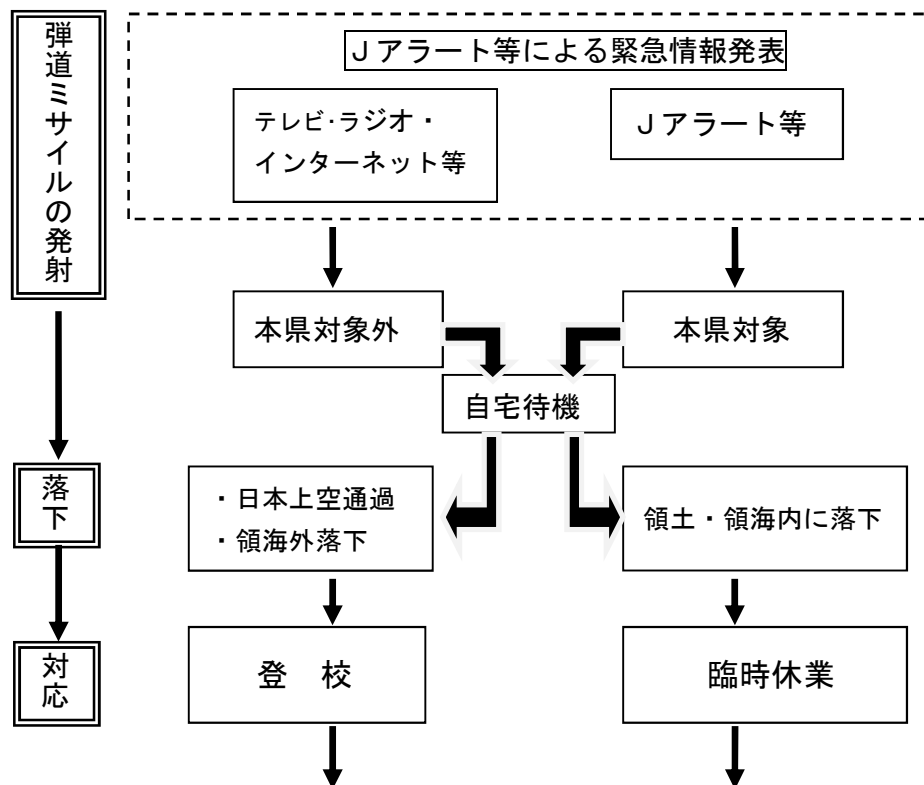 弾道ミサイルの発射
Jアラート等による緊急情報発表
テレビ・ラジオ・
インターネット等
Jアラート等
本県対象外
本県対象
自宅待機
落下
・日本上空通過
・領海外落下
領土・領海内に落下
対応
登　校
臨時休業